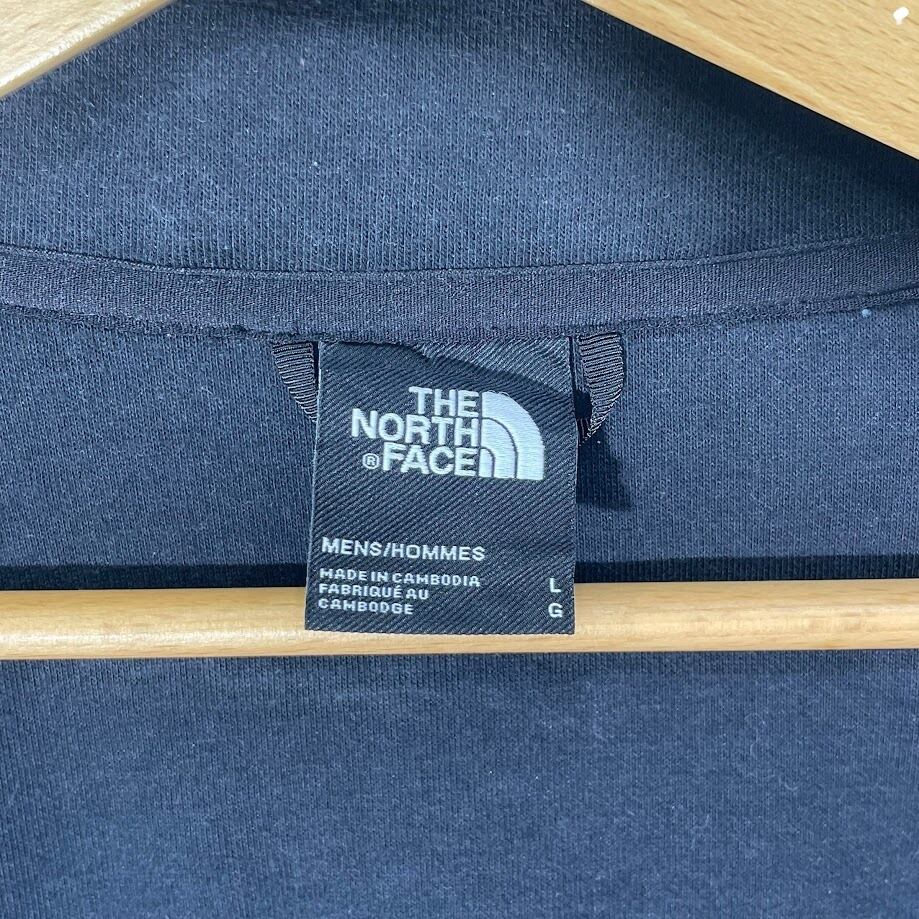 THE
NORTH
®FACE
MENS/HOMMES
MADE IN CAMBODIA
FABRIQUÉ AU
CAMBODGE
L
G